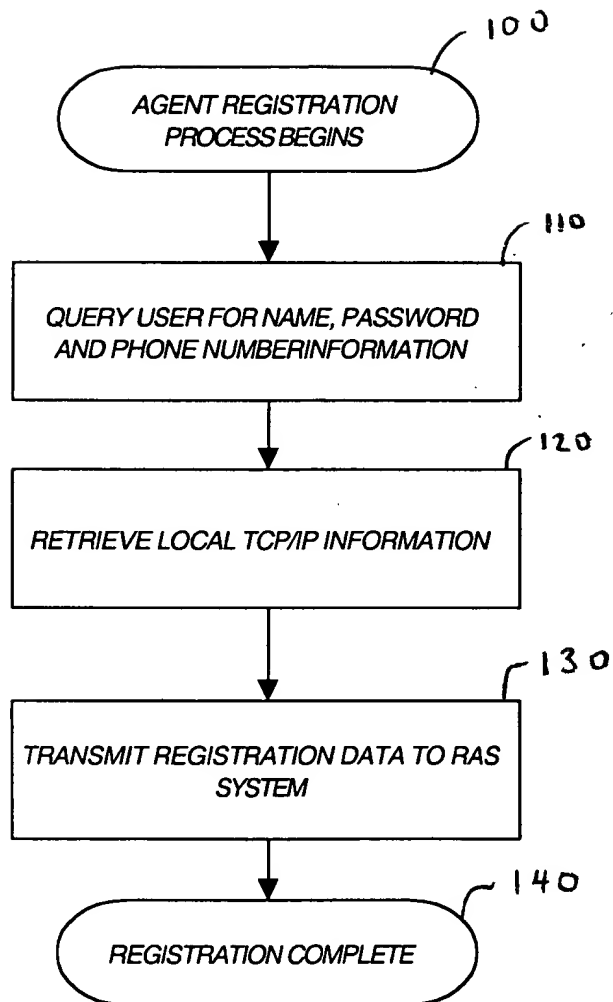 100
AGENT REGISTRATION
PROCESS BEGINS
110
QUERY USER FOR NAME, PASSWORD
AND PHONE NUMBERINFORMATION
120
RETRIEVE LOCAL TCP/IP INFORMATION
130
TRANSMIT REGISTRATION DATA TO RAS
SYSTEM
140
REGISTRATION COMPLETE